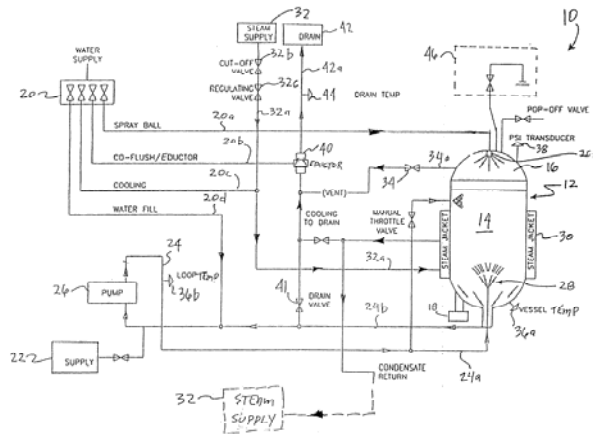 32
42
10
STEAM
SUPPLY
DRAIN
32b
46
WATER
SUPPLY
CUT-OFF
VALVE
42a
32c
REGULATING
VALVE
44
DRAIN TEMP
20
32a
POP-OFF VALVE
SPRAY BALL
20a
PSI TRANSDUCER
38
40
CO-FLUSH/EDUCTOR
20b
EDUCTOR
34a
16
COOLING
20c
(VENT)
34
12
WATER FILL
20d
COOLING
TO DRAIN
MANUAL
THROTTLE
VALVE
14
STEAM JACKET
STEAM JACKET
30
24
32a
26
PUMP
LOOP TEMP
36b
41
DRAIN
VALVE
28
18
24b
VESSEL TEMP
36a
22
SUPPLY
CONDENSATE
RETURN
24a
32
STEAM
SUPPLY